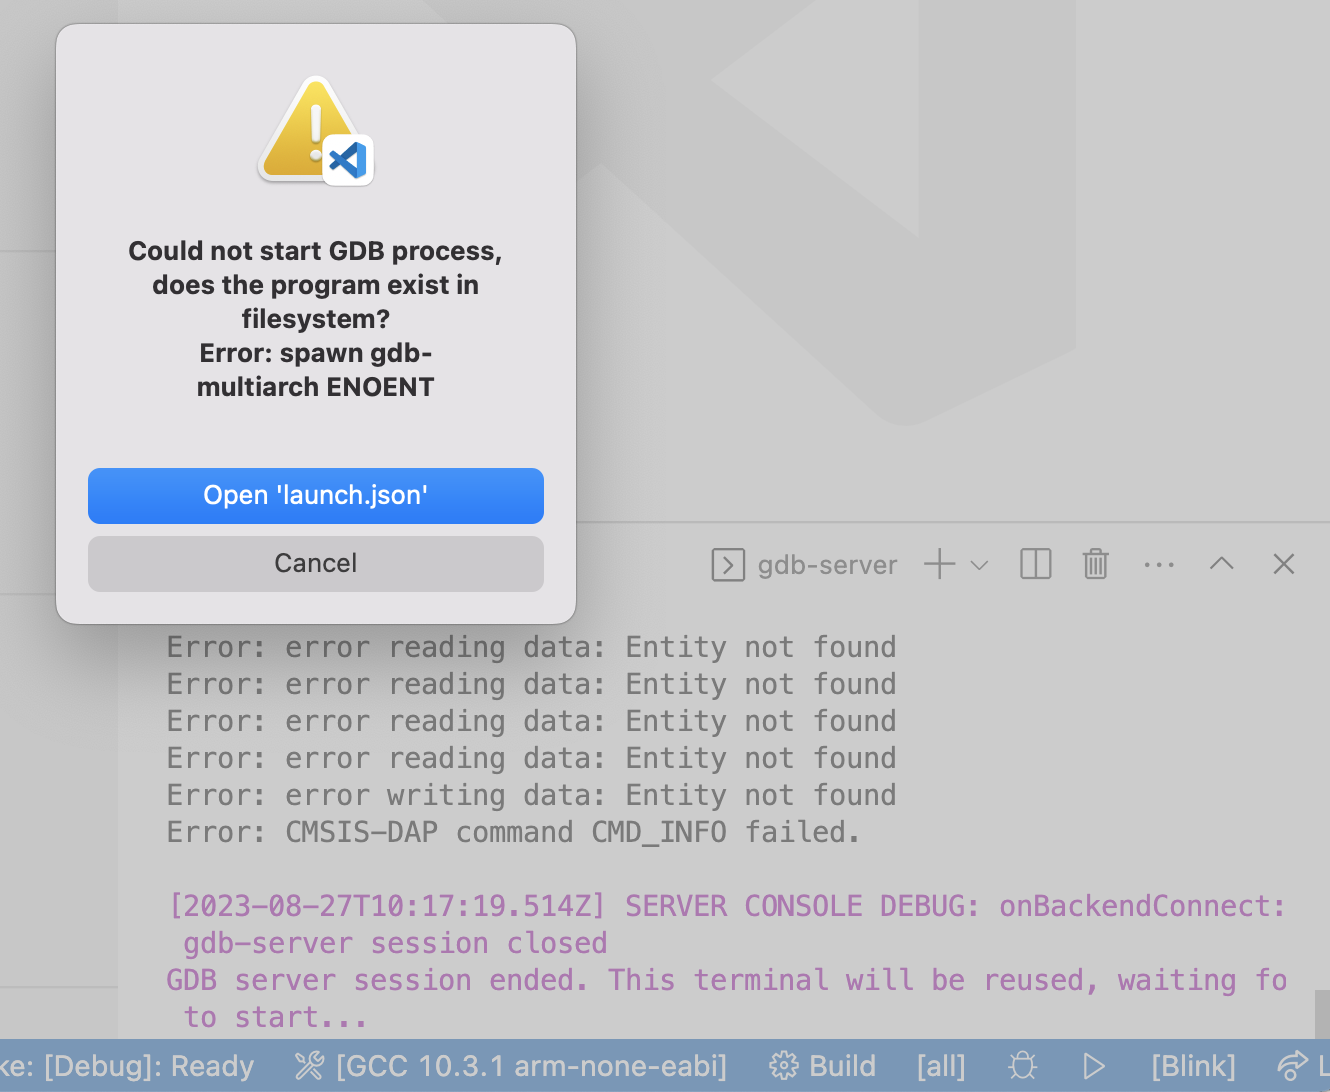 Could not start GDB process,
does the program exist in
filesystem?
Error: spawn gdb-
multiarch ENOENT
Open 'launch.json'
Cancel
gdb-server
Error: error reading data: Entity not found
Error: error reading data: Entity not found
Error: error reading data: Entity not found
Error: error reading data: Entity not found
Error: error writing data: Entity not found
Error: CMSIS-DAP command CMD_INFO failed.
[2023-08-27T10:17:19.514Z] SERVER CONSOLE DEBUG: onBackendConnect:
gdb-server session closed
GDB server session ended. This terminal will be reused, waiting fo
to start...
ke: [Debug]: Ready [GCC 10.3.1 arm-none-eabi] Build [all] [Blink] L